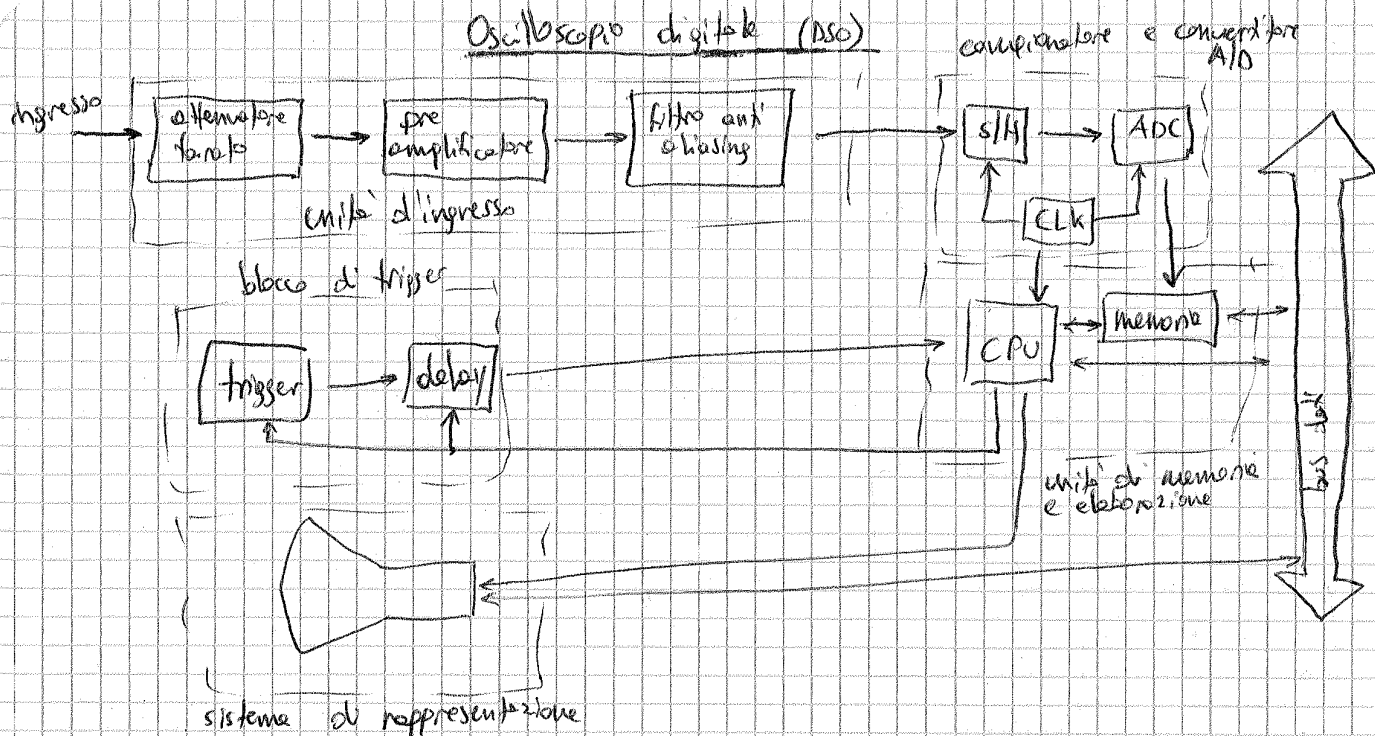 Oscilloscopio digitale (DSO)
campionatore e convertitore
A/D
ingresso
attenuatore
tarato
pre
amplificatore
filtro anti
aliasing
S/H
ADC
CLK
unità d'ingresso
blocco di trigger
trigger
delay
CPU
memoria
bus dati
unità di memoria
e elaborazione
sistema di rappresentazione